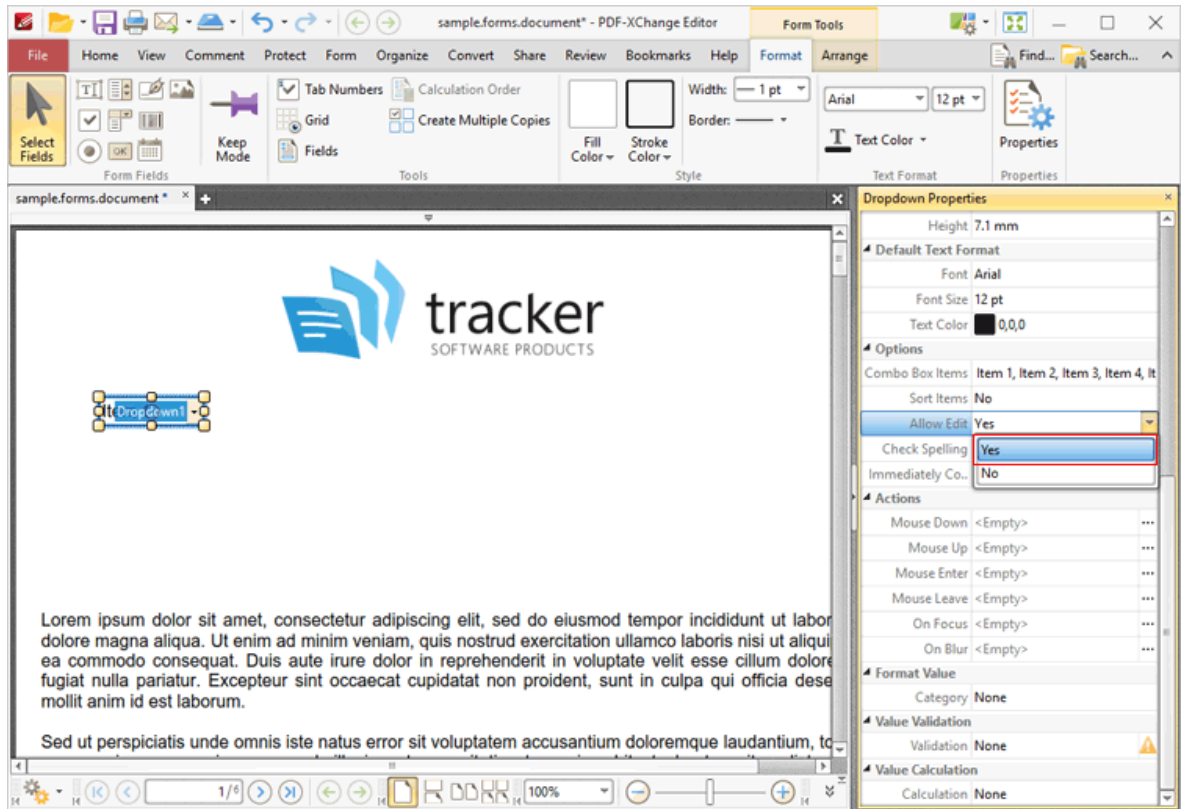 sample.forms.document* - PDF-XChange Editor
Form Tools
File Home View Comment Protect Form Organize Convert Share Review Bookmarks Help Format Arrange Find... Search...
Select Fields
OK
Keep Mode
Form Fields
Tab Numbers
Grid
Fields
Calculation Order
Create Multiple Copies
Tools
Fill Color
Stroke Color
Width: 1 pt
Border:
Style
Arial 12 pt
Text Color
Text Format
Properties
Properties
sample.forms.document *
tracker
SOFTWARE PRODUCTS
Dropdown1
Lorem ipsum dolor sit amet, consectetur adipiscing elit, sed do eiusmod tempor incididunt ut labor
dolore magna aliqua. Ut enim ad minim veniam, quis nostrud exercitation ullamco laboris nisi ut aliqui
ea commodo consequat. Duis aute irure dolor in reprehenderit in voluptate velit esse cillum dolore
fugiat nulla pariatur. Excepteur sint occaecat cupidatat non proident, sunt in culpa qui officia dese
mollit anim id est laborum.
Sed ut perspiciatis unde omnis iste natus error sit voluptatem accusantium doloremque laudantium, to
1/6
100%
Dropdown Properties
Height 7.1 mm
Default Text Format
Font Arial
Font Size 12 pt
Text Color 0,0,0
Options
Combo Box Items Item 1, Item 2, Item 3, Item 4, It
Sort Items No
Allow Edit Yes
Check Spelling Yes
Immediately Co.. No
Actions
Mouse Down <Empty>
Mouse Up <Empty>
Mouse Enter <Empty>
Mouse Leave <Empty>
On Focus <Empty>
On Blur <Empty>
Format Value
Category None
Value Validation
Validation None
Value Calculation
Calculation None